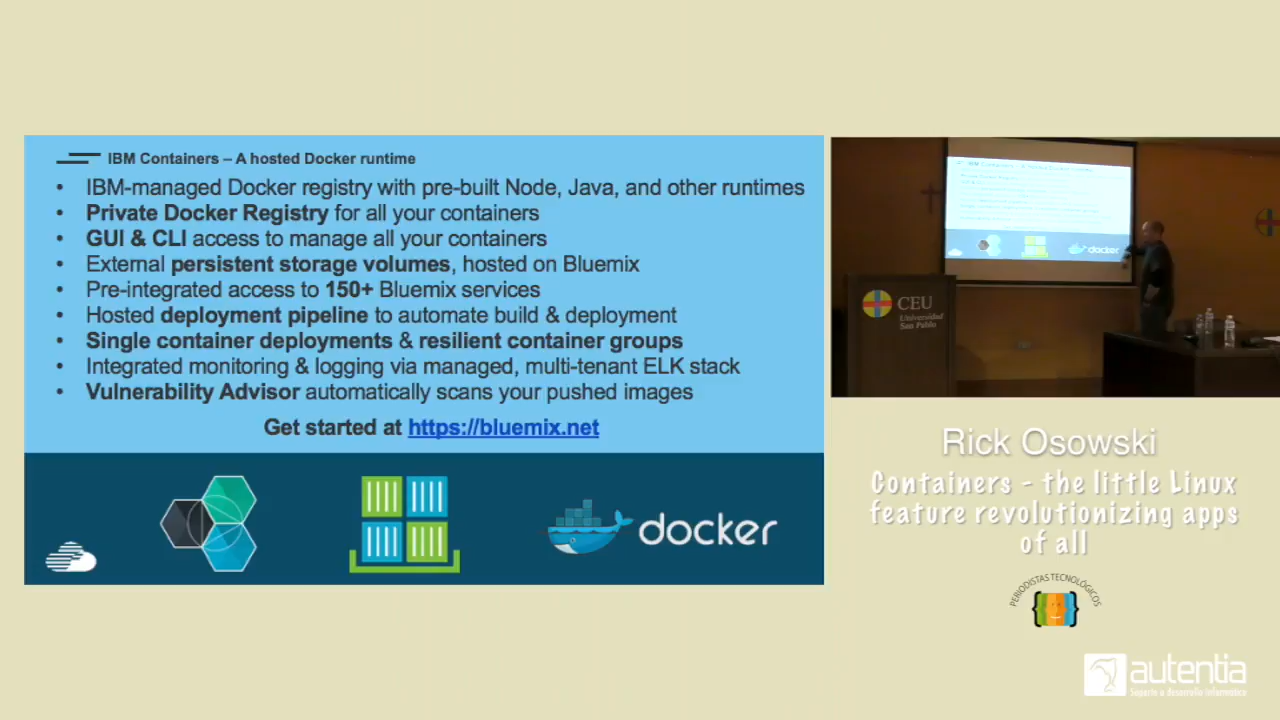 IBM Containers – A hosted Docker runtime
• IBM-managed Docker registry with pre-built Node, Java, and other runtimes
• Private Docker Registry for all your containers
• GUI & CLI access to manage all your containers
• External persistent storage volumes, hosted on Bluemix
• Pre-integrated access to 150+ Bluemix services
• Hosted deployment pipeline to automate build & deployment
• Single container deployments & resilient container groups
• Integrated monitoring & logging via managed, multi-tenant ELK stack
• Vulnerability Advisor automatically scans your pushed images
Get started at https://bluemix.net
docker
docker
CEU
Universidad
San Pablo
Rick Osowski
Containers - the little Linux
feature revolutionizing apps
of all
PERIODISTAS TECNOLÓGICOS
autentia
Soporte a desarrollo informático